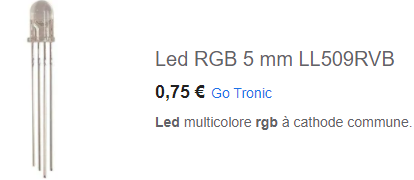 Led RGB 5 mm LL509RVB
0,75 € Go Tronic
Led multicolore rgb à cathode commune.